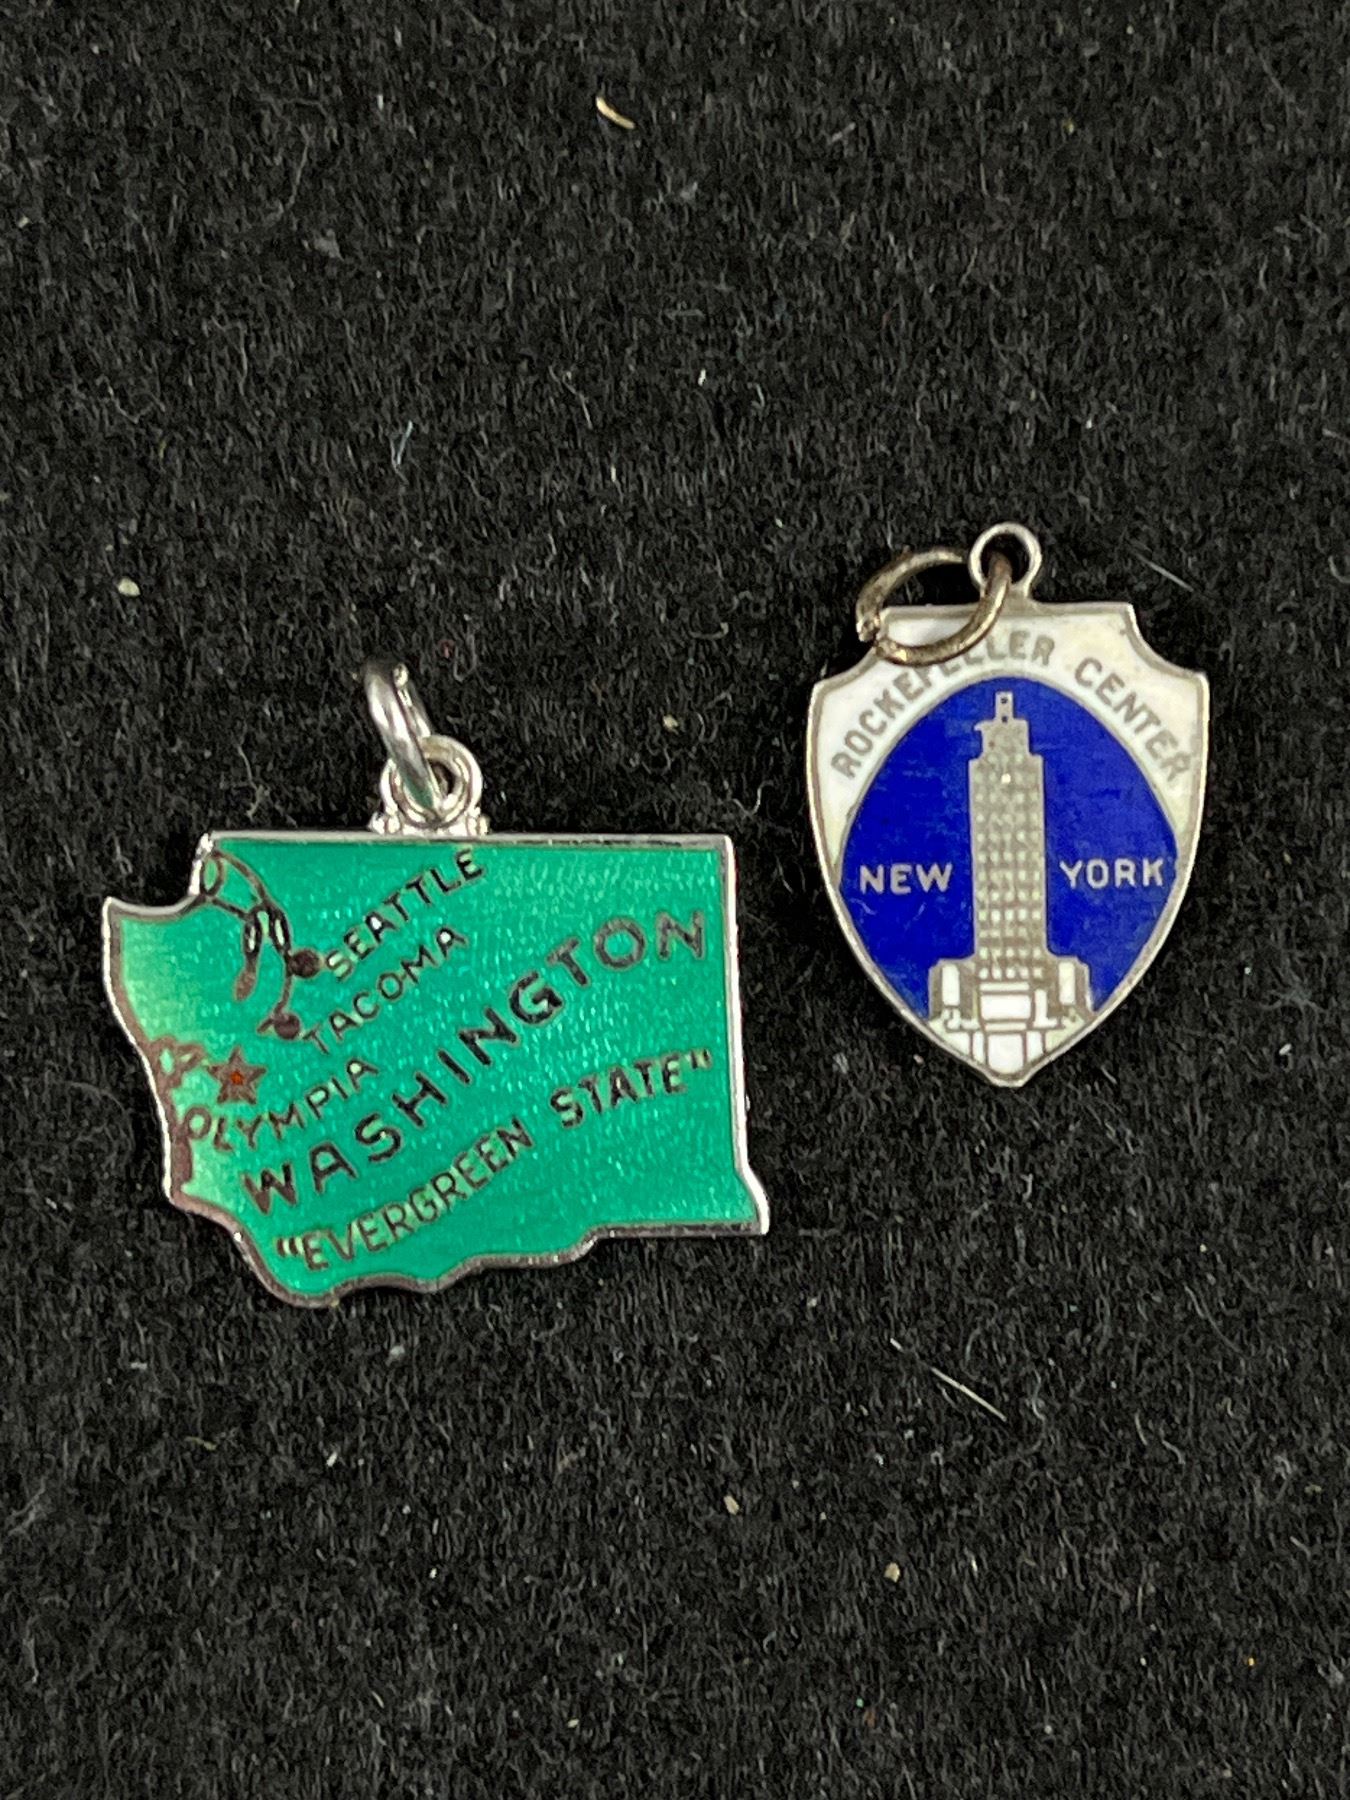 SEATTLE
TACOMA
OLYMPIA
WASHINGTON
"EVERGREEN STATE"
ROCKEFELLER CENTER
NEW YORK